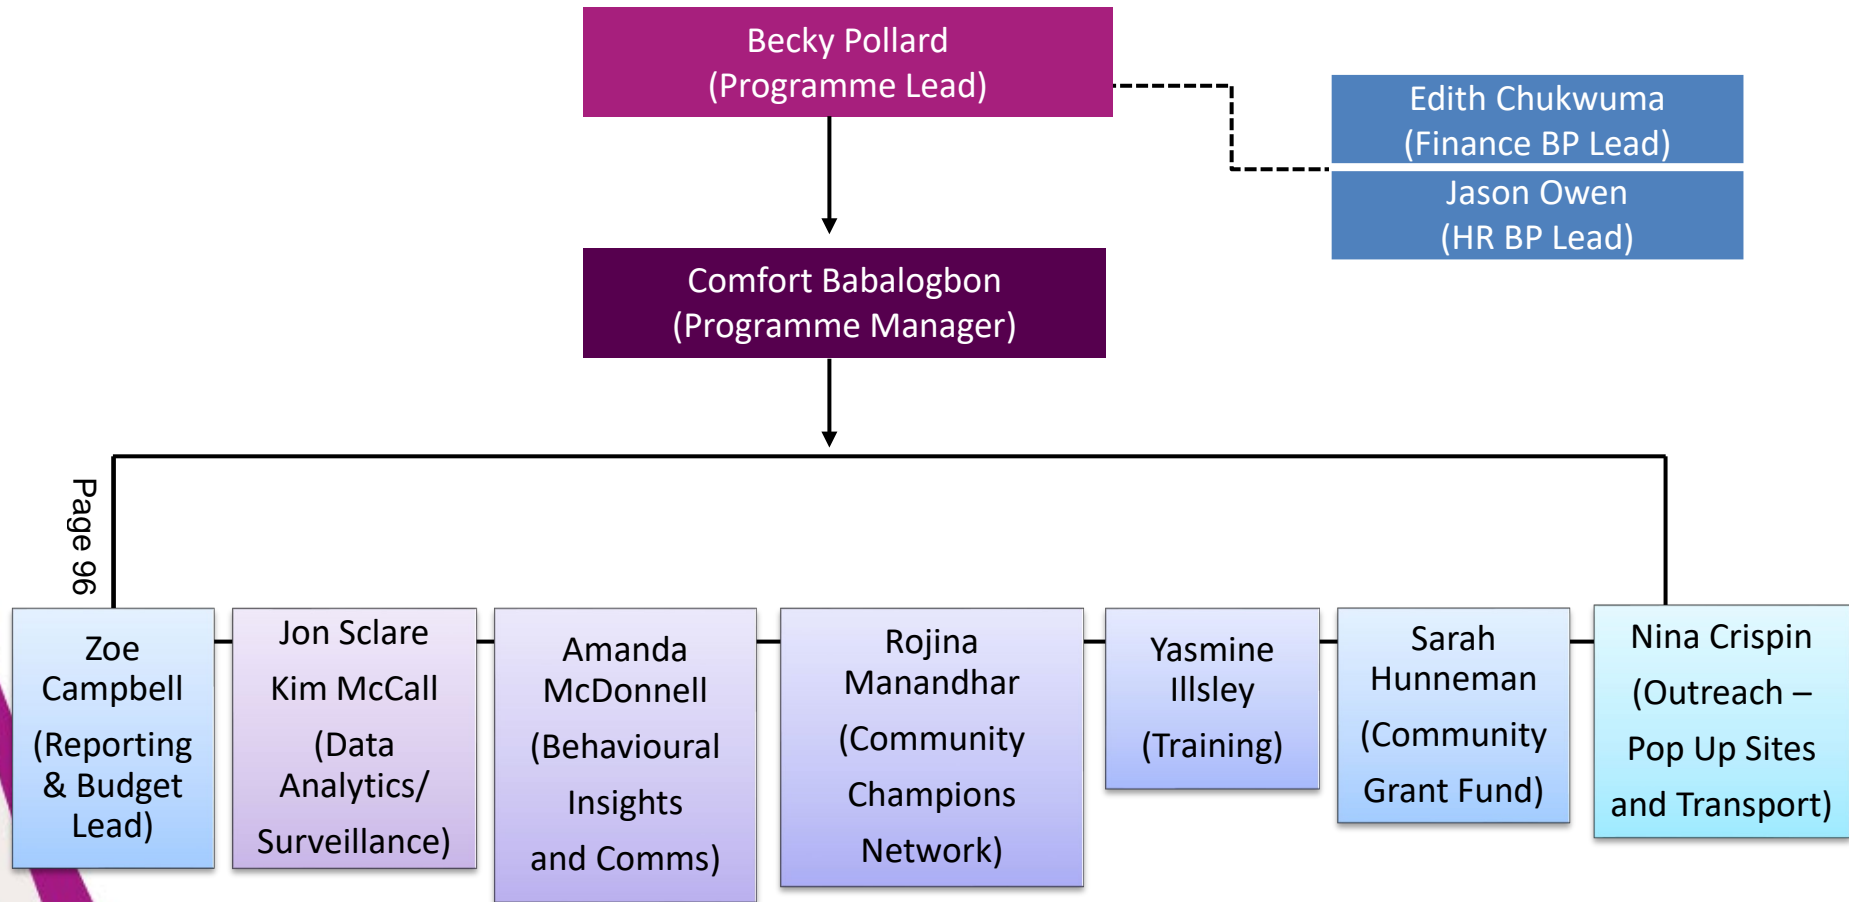 Becky Pollard
(Programme Lead)
Edith Chukwuma
(Finance BP Lead)
Jason Owen
(HR BP Lead)
Comfort Babalogbon
(Programme Manager)
Page 96
Zoe
Campbell
(Reporting
& Budget
Lead)
Jon Sclare
Kim McCall
(Data
Analytics/
Surveillance)
Amanda
McDonnell
(Behavioural
Insights
and Comms)
Rojina
Manandhar
(Community
Champions
Network)
Yasmine
Illsley
(Training)
Sarah
Hunneman
(Community
Grant Fund)
Nina Crispin
(Outreach –
Pop Up Sites
and Transport)